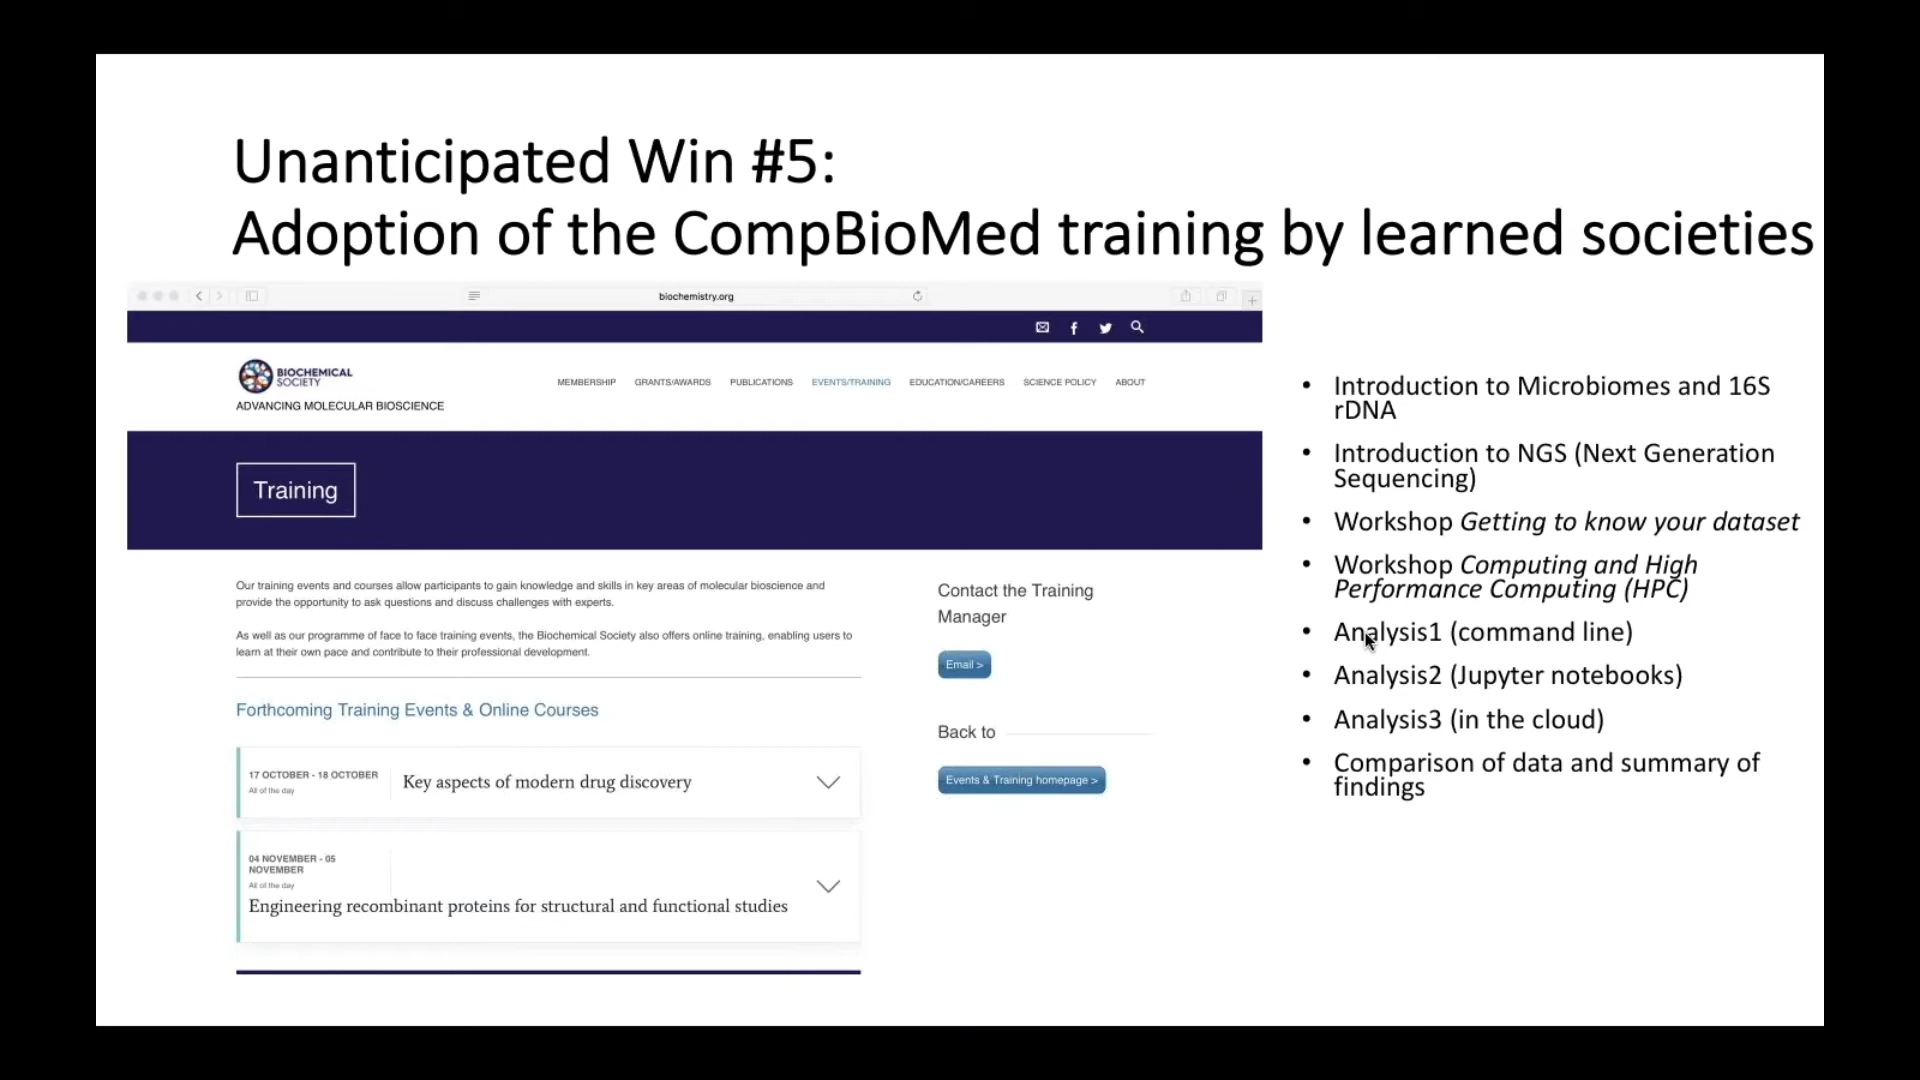 Unanticipated Win #5:
Adoption of the CompBioMed training by learned societies
biochemistry.org
BIOCHEMICAL
SOCIETY
ADVANCING MOLECULAR BIOSCIENCE
MEMBERSHIP GRANTS/AWARDS PUBLICATIONS EVENTS/TRAINING EDUCATION/CAREERS SCIENCE POLICY ABOUT
Training
Our training events and courses allow participants to gain knowledge and skills in key areas of molecular bioscience and
provide the opportunity to ask questions and discuss challenges with experts.
As well as our programme of face to face training events, the Biochemical Society also offers online training, enabling users to
learn at their own pace and contribute to their professional development.
Forthcoming Training Events & Online Courses
17 OCTOBER - 18 OCTOBER
All of the day
Key aspects of modern drug discovery
04 NOVEMBER - 05
NOVEMBER
All of the day
Engineering recombinant proteins for structural and functional studies
Contact the Training
Manager
Email >
Back to
Events & Training homepage >
• Introduction to Microbiomes and 16S
rDNA
• Introduction to NGS (Next Generation
Sequencing)
• Workshop Getting to know your dataset
• Workshop Computing and High
Performance Computing (HPC)
• Analysis1 (command line)
• Analysis2 (Jupyter notebooks)
• Analysis3 (in the cloud)
• Comparison of data and summary of
findings